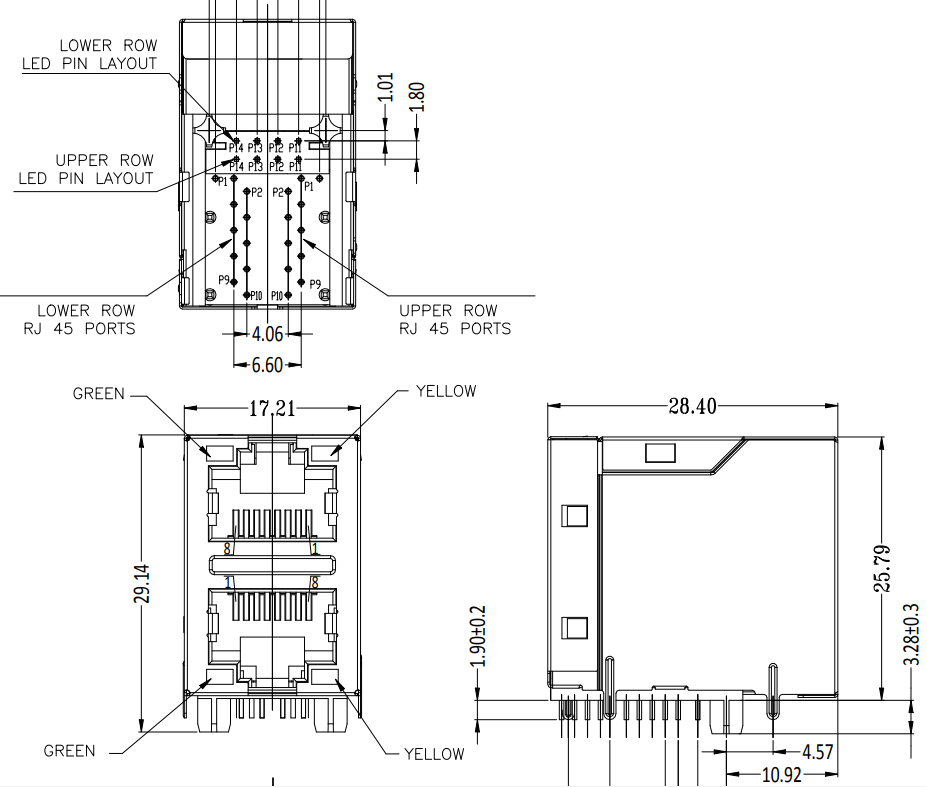 LOWER ROW
LED PIN LAYOUT
1.01
1.80
P14 P13 P12 P11
UPPER ROW
LED PIN LAYOUT
P14 P13 P12 P11
P1 P1
P2 P2
P9 P9
P10 P10
LOWER ROW
RJ 45 PORTS
UPPER ROW
RJ 45 PORTS
4.06
6.60
GREEN
YELLOW
17.21
28.40
8 1
1 8
29.14
25.79
1.90±0.2
3.28±0.3
GREEN
YELLOW
4.57
10.92